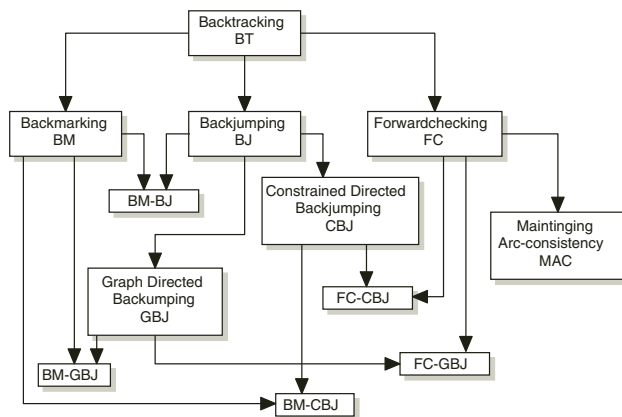 Backtracking
BT
Backmarking
BM
Backjumping
BJ
Forwardchecking
FC
BM-BJ
Constrained Directed
Backjumping
CBJ
Maintinging
Arc-consistency
MAC
Graph Directed
Backumping
GBJ
FC-CBJ
BM-GBJ
FC-GBJ
BM-CBJ